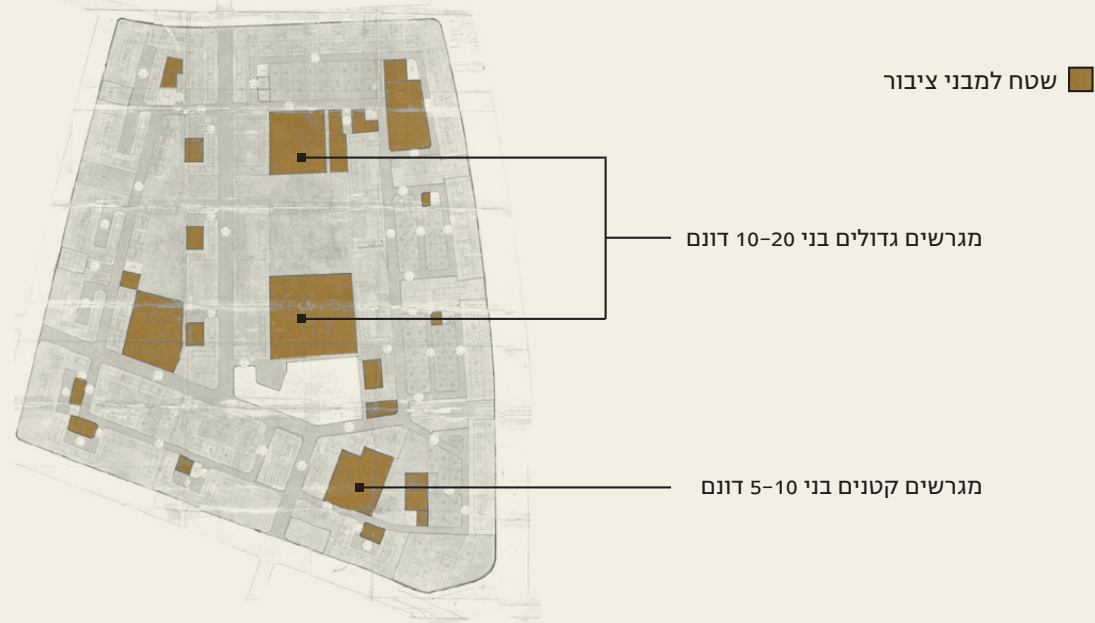 שטח למבני ציבור
מגרשים גדולים בני 10–20 דונם
מגרשים קטנים בני 5–10 דונם